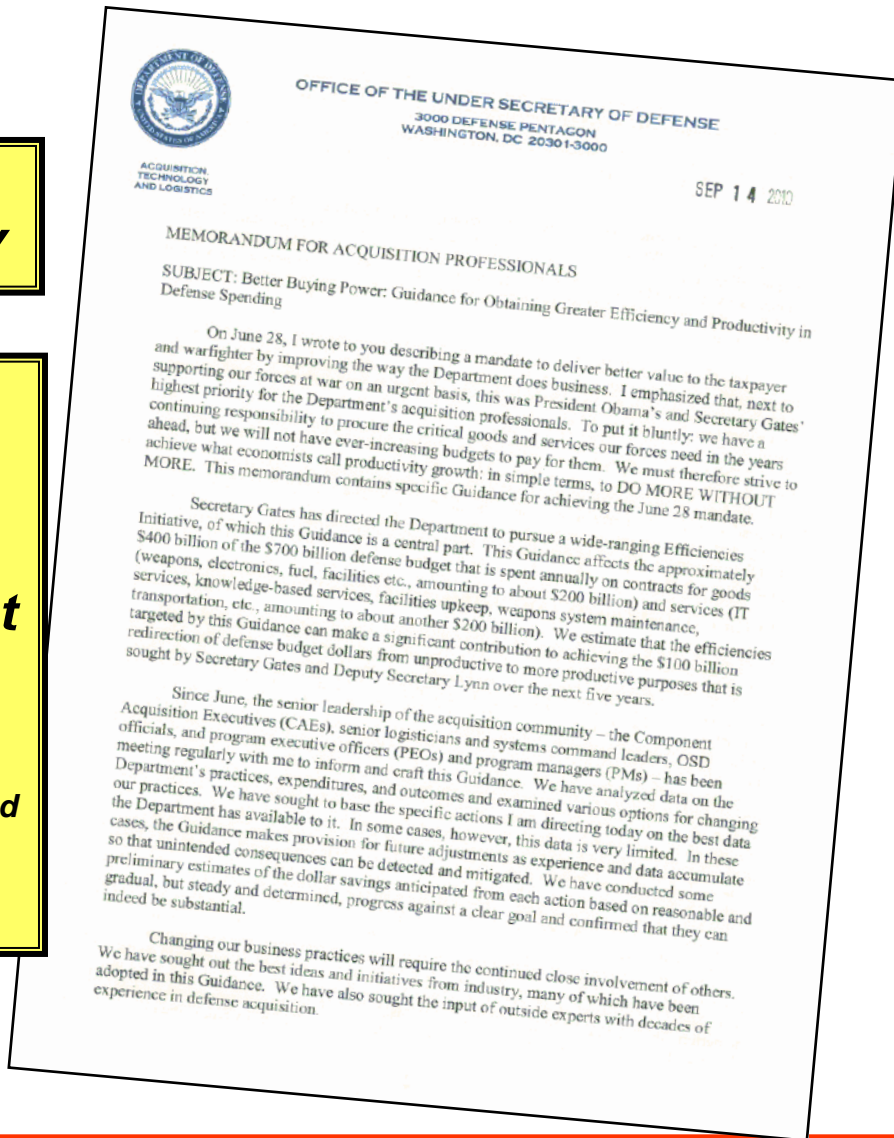 OFFICE OF THE UNDER SECRETARY OF DEFENSE
3000 DEFENSE PENTAGON
WASHINGTON, DC 20301-3000
DEPARTMENT OF DEFENSE
UNITED STATES OF AMERICA
ACQUISITION,
TECHNOLOGY
AND LOGISTICS
SEP 14 2010
MEMORANDUM FOR ACQUISITION PROFESSIONALS
SUBJECT: Better Buying Power: Guidance for Obtaining Greater Efficiency and Productivity in
Defense Spending
On June 28, I wrote to you describing a mandate to deliver better value to the taxpayer
and warfighter by improving the way the Department does business. I emphasized that, next to
supporting our forces at war on an urgent basis, this was President Obama's and Secretary Gates'
highest priority for the Department's acquisition professionals. To put it bluntly: we have a
continuing responsibility to procure the critical goods and services our forces need in the years
ahead, but we will not have ever-increasing budgets to pay for them. We must therefore strive to
achieve what economists call productivity growth: in simple terms, to DO MORE WITHOUT
MORE. This memorandum contains specific Guidance for achieving the June 28 mandate.
Secretary Gates has directed the Department to pursue a wide-ranging Efficiencies
Initiative, of which this Guidance is a central part. This Guidance affects the approximately
$400 billion of the $700 billion defense budget that is spent annually on contracts for goods
(weapons, electronics, fuel, facilities etc., amounting to about $200 billion) and services (IT
services, knowledge-based services, facilities upkeep, weapons system maintenance,
transportation, etc., amounting to about another $200 billion). We estimate that the efficiencies
targeted by this Guidance can make a significant contribution to achieving the $100 billion
redirection of defense budget dollars from unproductive to more productive purposes that is
sought by Secretary Gates and Deputy Secretary Lynn over the next five years.
Since June, the senior leadership of the acquisition community – the Component
Acquisition Executives (CAEs), senior logisticians and systems command leaders, OSD
officials, and program executive officers (PEOs) and program managers (PMs) – has been
meeting regularly with me to inform and craft this Guidance. We have analyzed data on the
Department's practices, expenditures, and outcomes and examined various options for changing
our practices. We have sought to base the specific actions I am directing today on the best data
the Department has available to it. In some cases, however, this data is very limited. In these
cases, the Guidance makes provision for future adjustments as experience and data accumulate
so that unintended consequences can be detected and mitigated. We have conducted some
preliminary estimates of the dollar savings anticipated from each action based on reasonable and
gradual, but steady and determined, progress against a clear goal and confirmed that they can
indeed be substantial.
Changing our business practices will require the continued close involvement of others.
We have sought out the best ideas and initiatives from industry, many of which have been
adopted in this Guidance. We have also sought the input of outside experts with decades of
experience in defense acquisition.